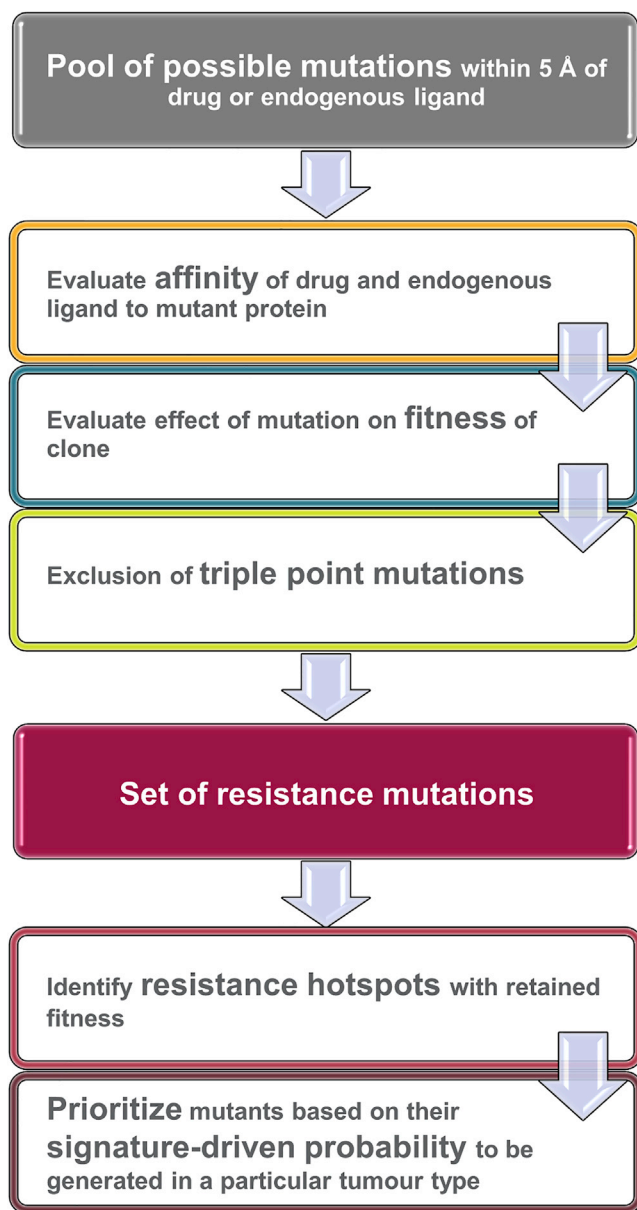 Pool of possible mutations within 5 Å of
drug or endogenous ligand
Evaluate affinity of drug and endogenous
ligand to mutant protein
Evaluate effect of mutation on fitness of
clone
Exclusion of triple point mutations
Set of resistance mutations
Identify resistance hotspots with retained
fitness
Prioritize mutants based on their
signature-driven probability to be
generated in a particular tumour type